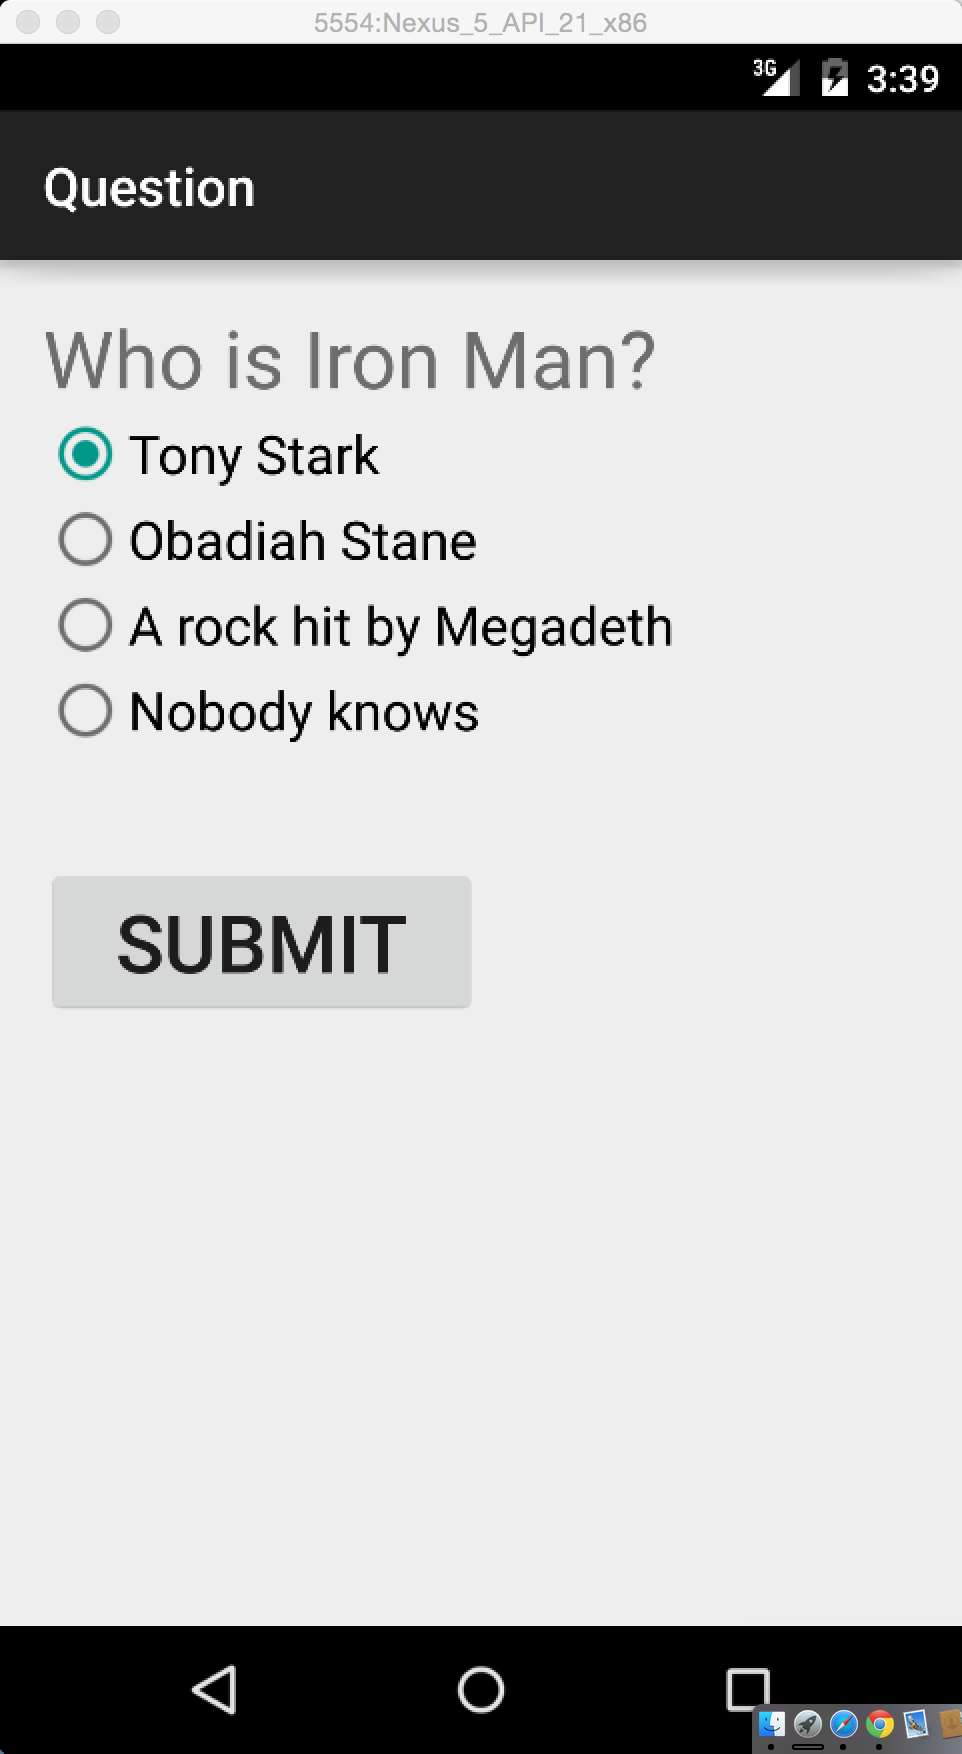 5554:Nexus_5_API_21_x86
3G 3:39
Question
Who is Iron Man?
Tony Stark
Obadiah Stane
A rock hit by Megadeth
Nobody knows
SUBMIT